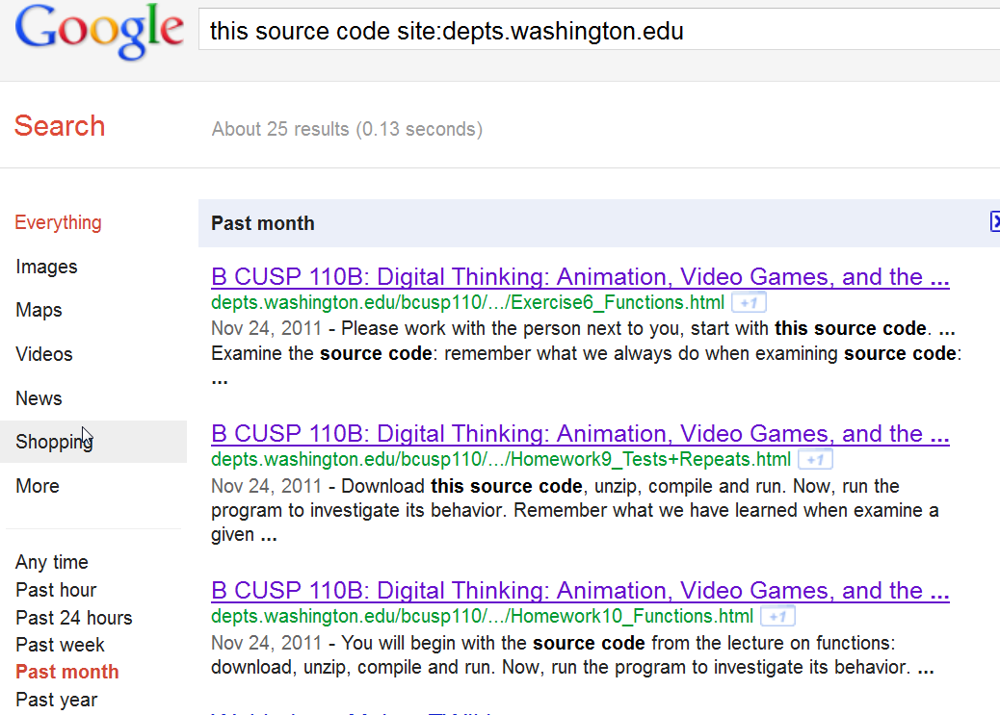 Google
this source code site:depts.washington.edu
Search
About 25 results (0.13 seconds)
Everything
Images
Maps
Videos
News
Shopping
More
Any time
Past hour
Past 24 hours
Past week
Past month
Past year
Past month
B CUSP 110B: Digital Thinking: Animation, Video Games, and the ...
depts.washington.edu/bcusp110/.../Exercise6_Functions.html +1
Nov 24, 2011 - Please work with the person next to you, start with this source code. ...
Examine the source code: remember what we always do when examining source code:
...
B CUSP 110B: Digital Thinking: Animation, Video Games, and the ...
depts.washington.edu/bcusp110/.../Homework9_Tests+Repeats.html +1
Nov 24, 2011 - Download this source code, unzip, compile and run. Now, run the
program to investigate its behavior. Remember what we have learned when examine a
given ...
B CUSP 110B: Digital Thinking: Animation, Video Games, and the ...
depts.washington.edu/bcusp110/.../Homework10_Functions.html +1
Nov 24, 2011 - You will begin with the source code from the lecture on functions:
download, unzip, compile and run. Now, run the program to investigate its behavior. ...